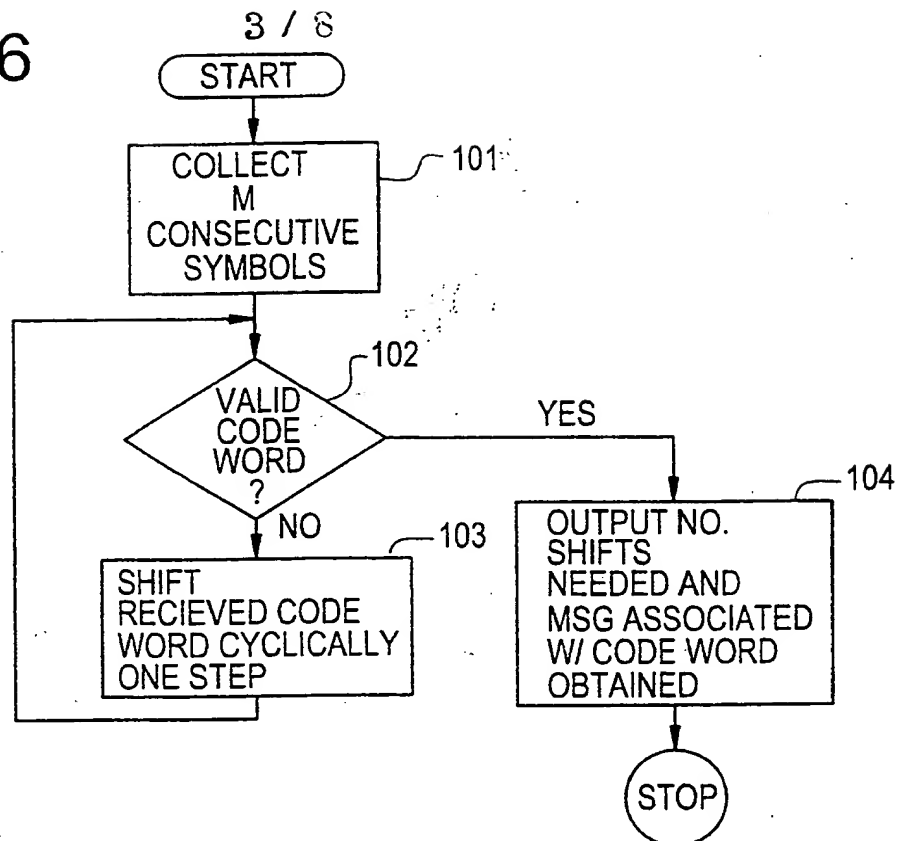 3 / 8
6
START
COLLECT
M
CONSECUTIVE
SYMBOLS
101
102
VALID
CODE
WORD
?
YES
NO
103
SHIFT
RECIEVED CODE
WORD CYCLICALLY
ONE STEP
104
OUTPUT NO.
SHIFTS
NEEDED AND
MSG ASSOCIATED
W/ CODE WORD
OBTAINED
STOP